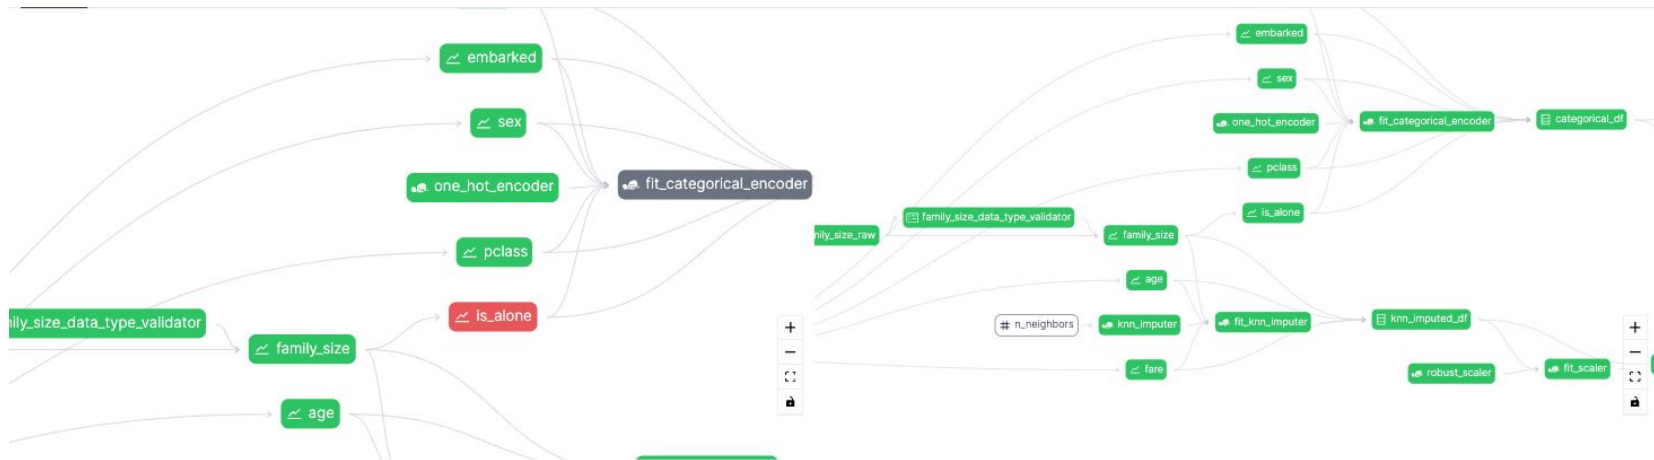 embarked
sex
one_hot_encoder
fit_categorical_encoder
pclass
is_alone
ily_size_data_type_validator
family_size
age
embarked
sex
one_hot_encoder
fit_categorical_encoder
categorical_df
pclass
is_alone
family_size_data_type_validator
mily_size_raw
family_size
age
# n_neighbors
knn_imputer
fit_knn_imputer
knn_imputed_df
fare
robust_scaler
fit_scaler